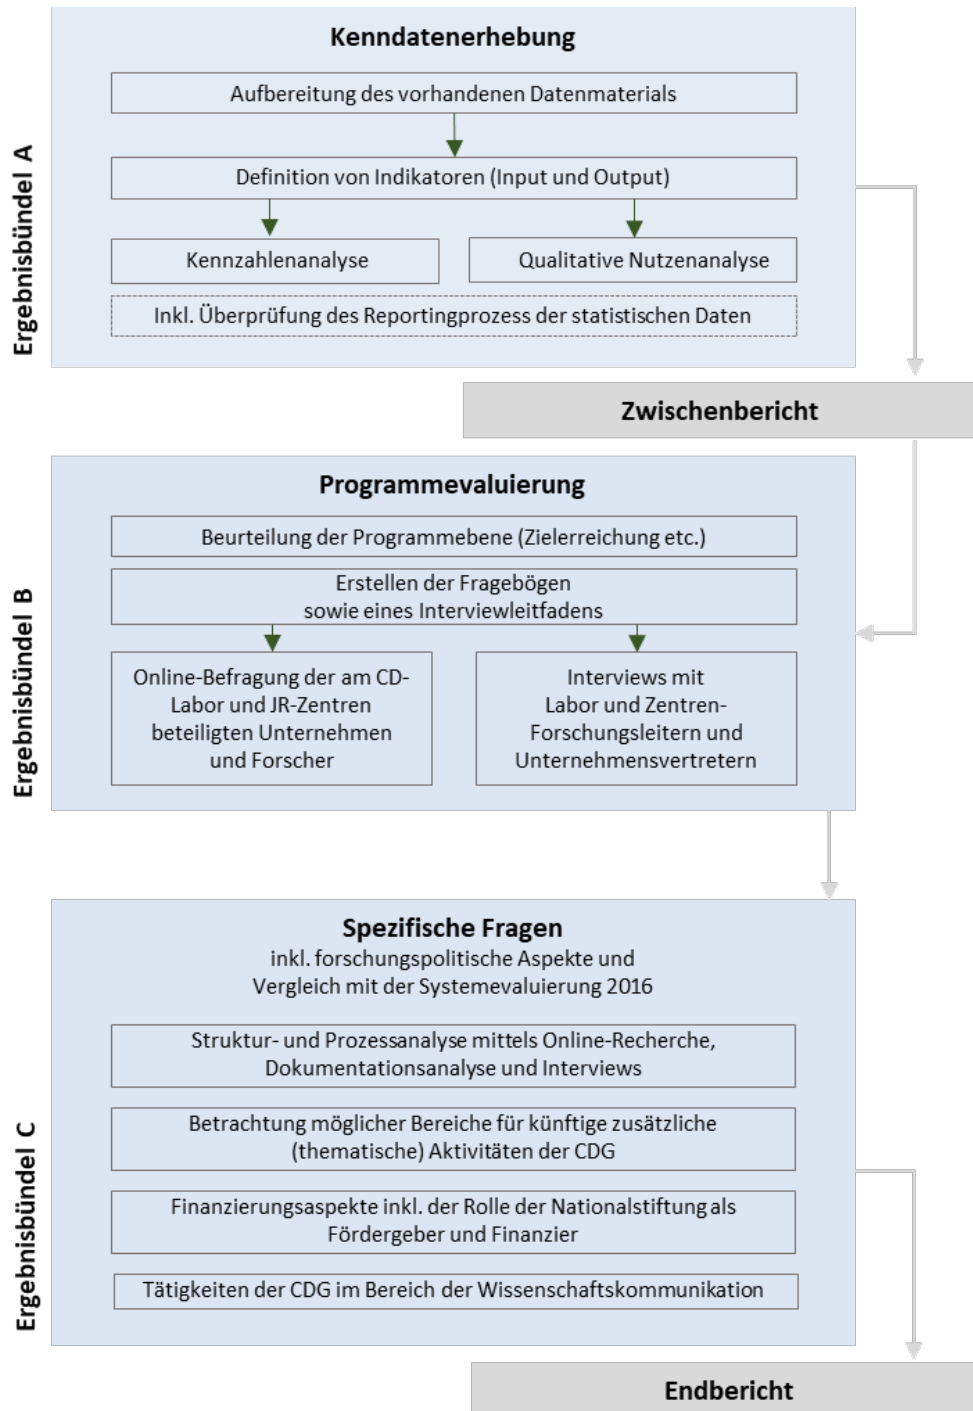 Kenndatenerhebung
Aufbereitung des vorhandenen Datenmaterials
Definition von Indikatoren (Input und Output)
Kennzahlenanalyse
Qualitative Nutzenanalyse
Inkl. Überprüfung des Reportingprozess der statistischen Daten
Ergebnisbündel A
Zwischenbericht
Programmevaluierung
Beurteilung der Programmebene (Zielerreichung etc.)
Erstellen der Fragebögen
sowie eines Interviewleitfadens
Online-Befragung der am CD-
Labor und JR-Zentren
beteiligten Unternehmen
und Forscher
Interviews mit
Labor und Zentren-
Forschungsleitern und
Unternehmensvertretern
Ergebnisbündel B
Spezifische Fragen
inkl. forschungspolitische Aspekte und
Vergleich mit der Systemevaluierung 2016
Struktur- und Prozessanalyse mittels Online-Recherche,
Dokumentationsanalyse und Interviews
Betrachtung möglicher Bereiche für künftige zusätzliche
(thematische) Aktivitäten der CDG
Finanzierungsaspekte inkl. der Rolle der Nationalstiftung als
Fördergeber und Finanzier
Tätigkeiten der CDG im Bereich der Wissenschaftskommunikation
Ergebnisbündel C
Endbericht